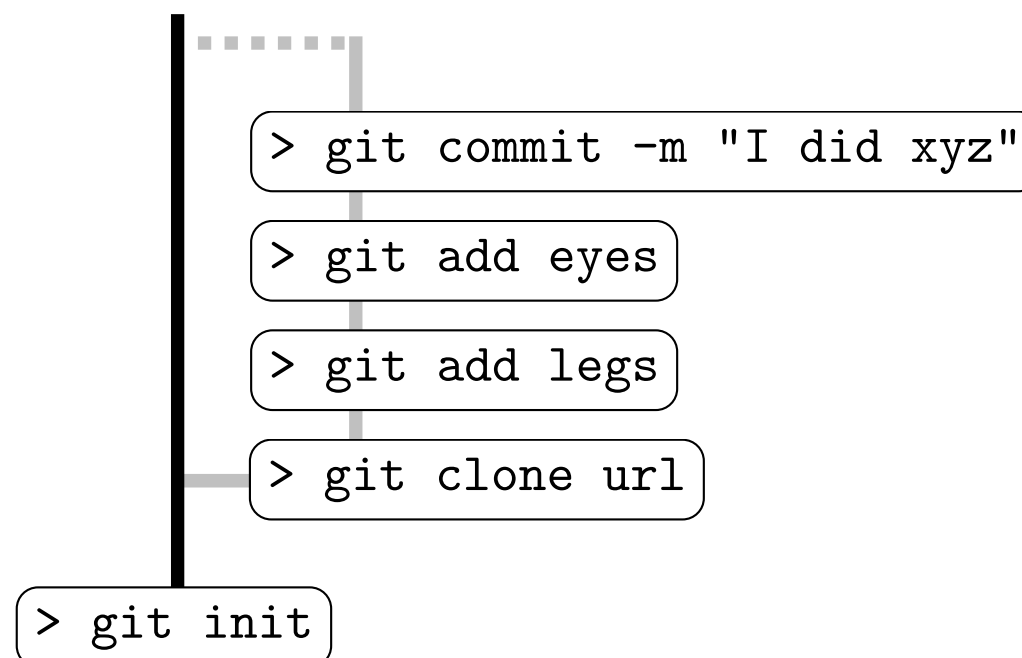 > git commit -m "I did xyz"
> git add eyes
> git add legs
> git clone url
> git init